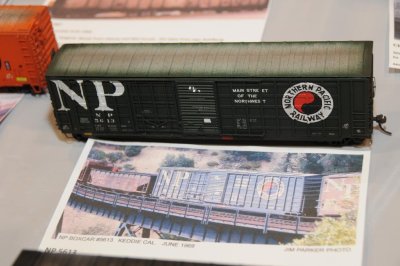 NP
NP
5613
MAIN STREET
OF THE
NORTHWEST
NORTHERN PACIFIC
RAILWAY
NP
NP BOXCAR #5613 KEDDIE CAL. JUNE 1969
JIM PARKER PHOTO
NP 5613